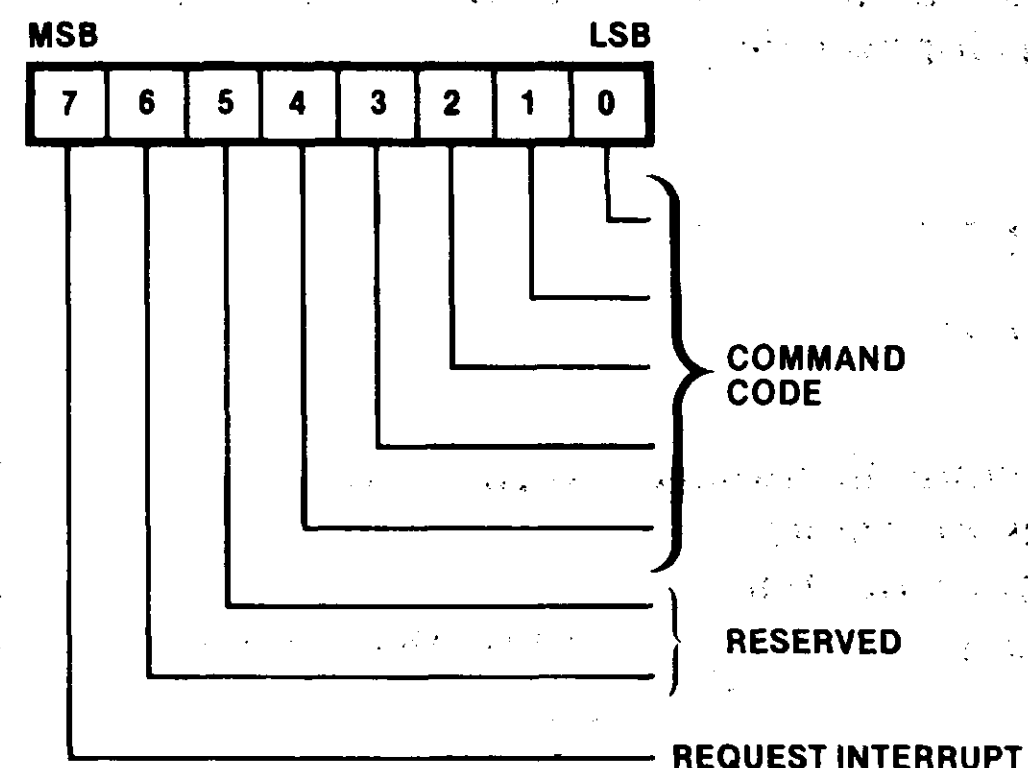 MSB LSB
7 6 5 4 3 2 1 0
COMMAND
CODE
RESERVED
REQUEST INTERRUPT